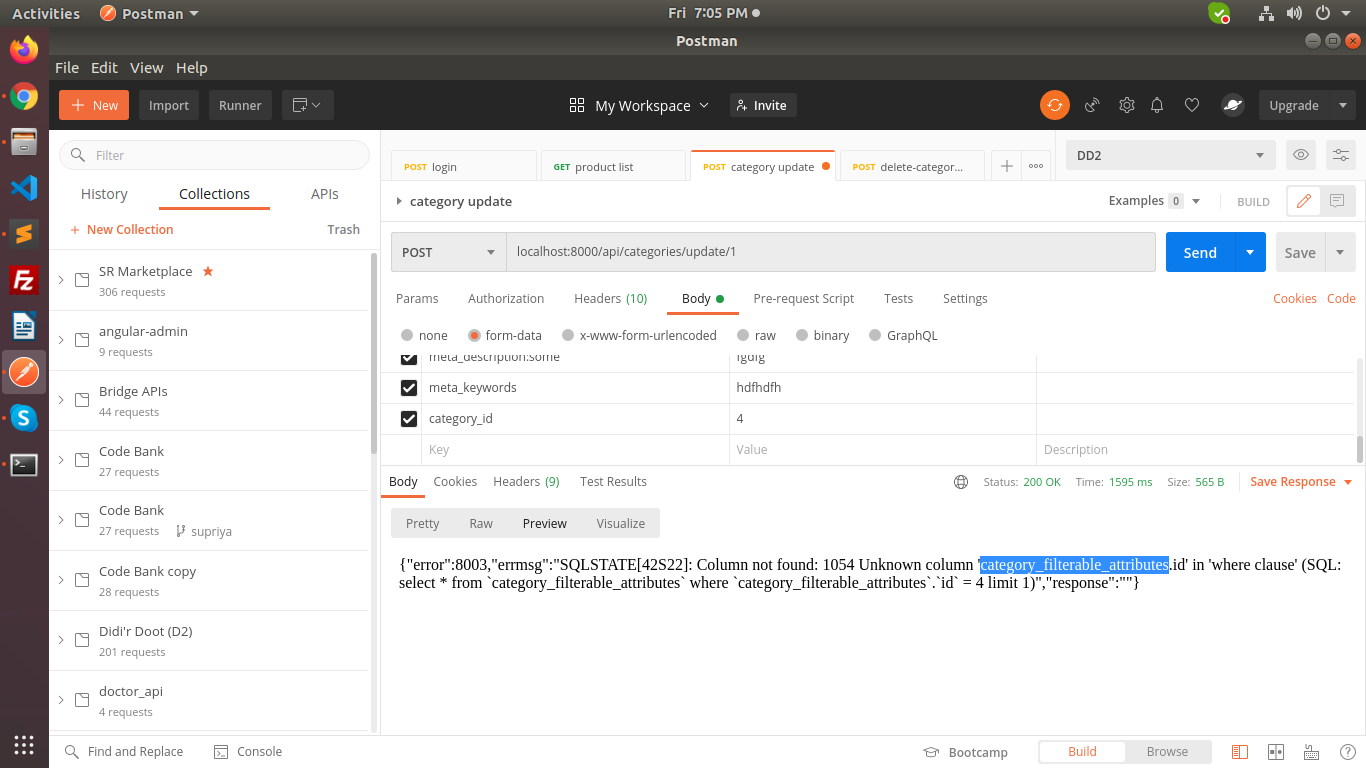 Activities Postman Fri 7:05 PM
Postman
File Edit View Help
New Import Runner My Workspace Invite Upgrade
Filter
History Collections APIs
New Collection Trash
SR Marketplace
306 requests
angular-admin
9 requests
Bridge APIs
44 requests
Code Bank
27 requests
Code Bank
27 requests supriya
Code Bank copy
28 requests
Didi'r Doot (D2)
201 requests
doctor_api
4 requests
POST login GET product list POST category update POST delete-categor... DD2
category update Examples 0 BUILD
POST localhost:8000/api/categories/update/1 Send Save
Params Authorization Headers (10) Body Pre-request Script Tests Settings Cookies Code
none form-data x-www-form-urlencoded raw binary GraphQL
meta_description:some fgdfg
meta_keywords hdfhdfh
category_id 4
Key Value Description
Body Cookies Headers (9) Test Results Status: 200 OK Time: 1595 ms Size: 565 B Save Response
Pretty Raw Preview Visualize
{"error":8003,"errmsg":"SQLSTATE[42S22]: Column not found: 1054 Unknown column 'category_filterable_attributes.id' in 'where clause' (SQL:
select * from `category_filterable_attributes` where `category_filterable_attributes`.`id` = 4 limit 1)","response":""}
Find and Replace Console Bootcamp Build Browse